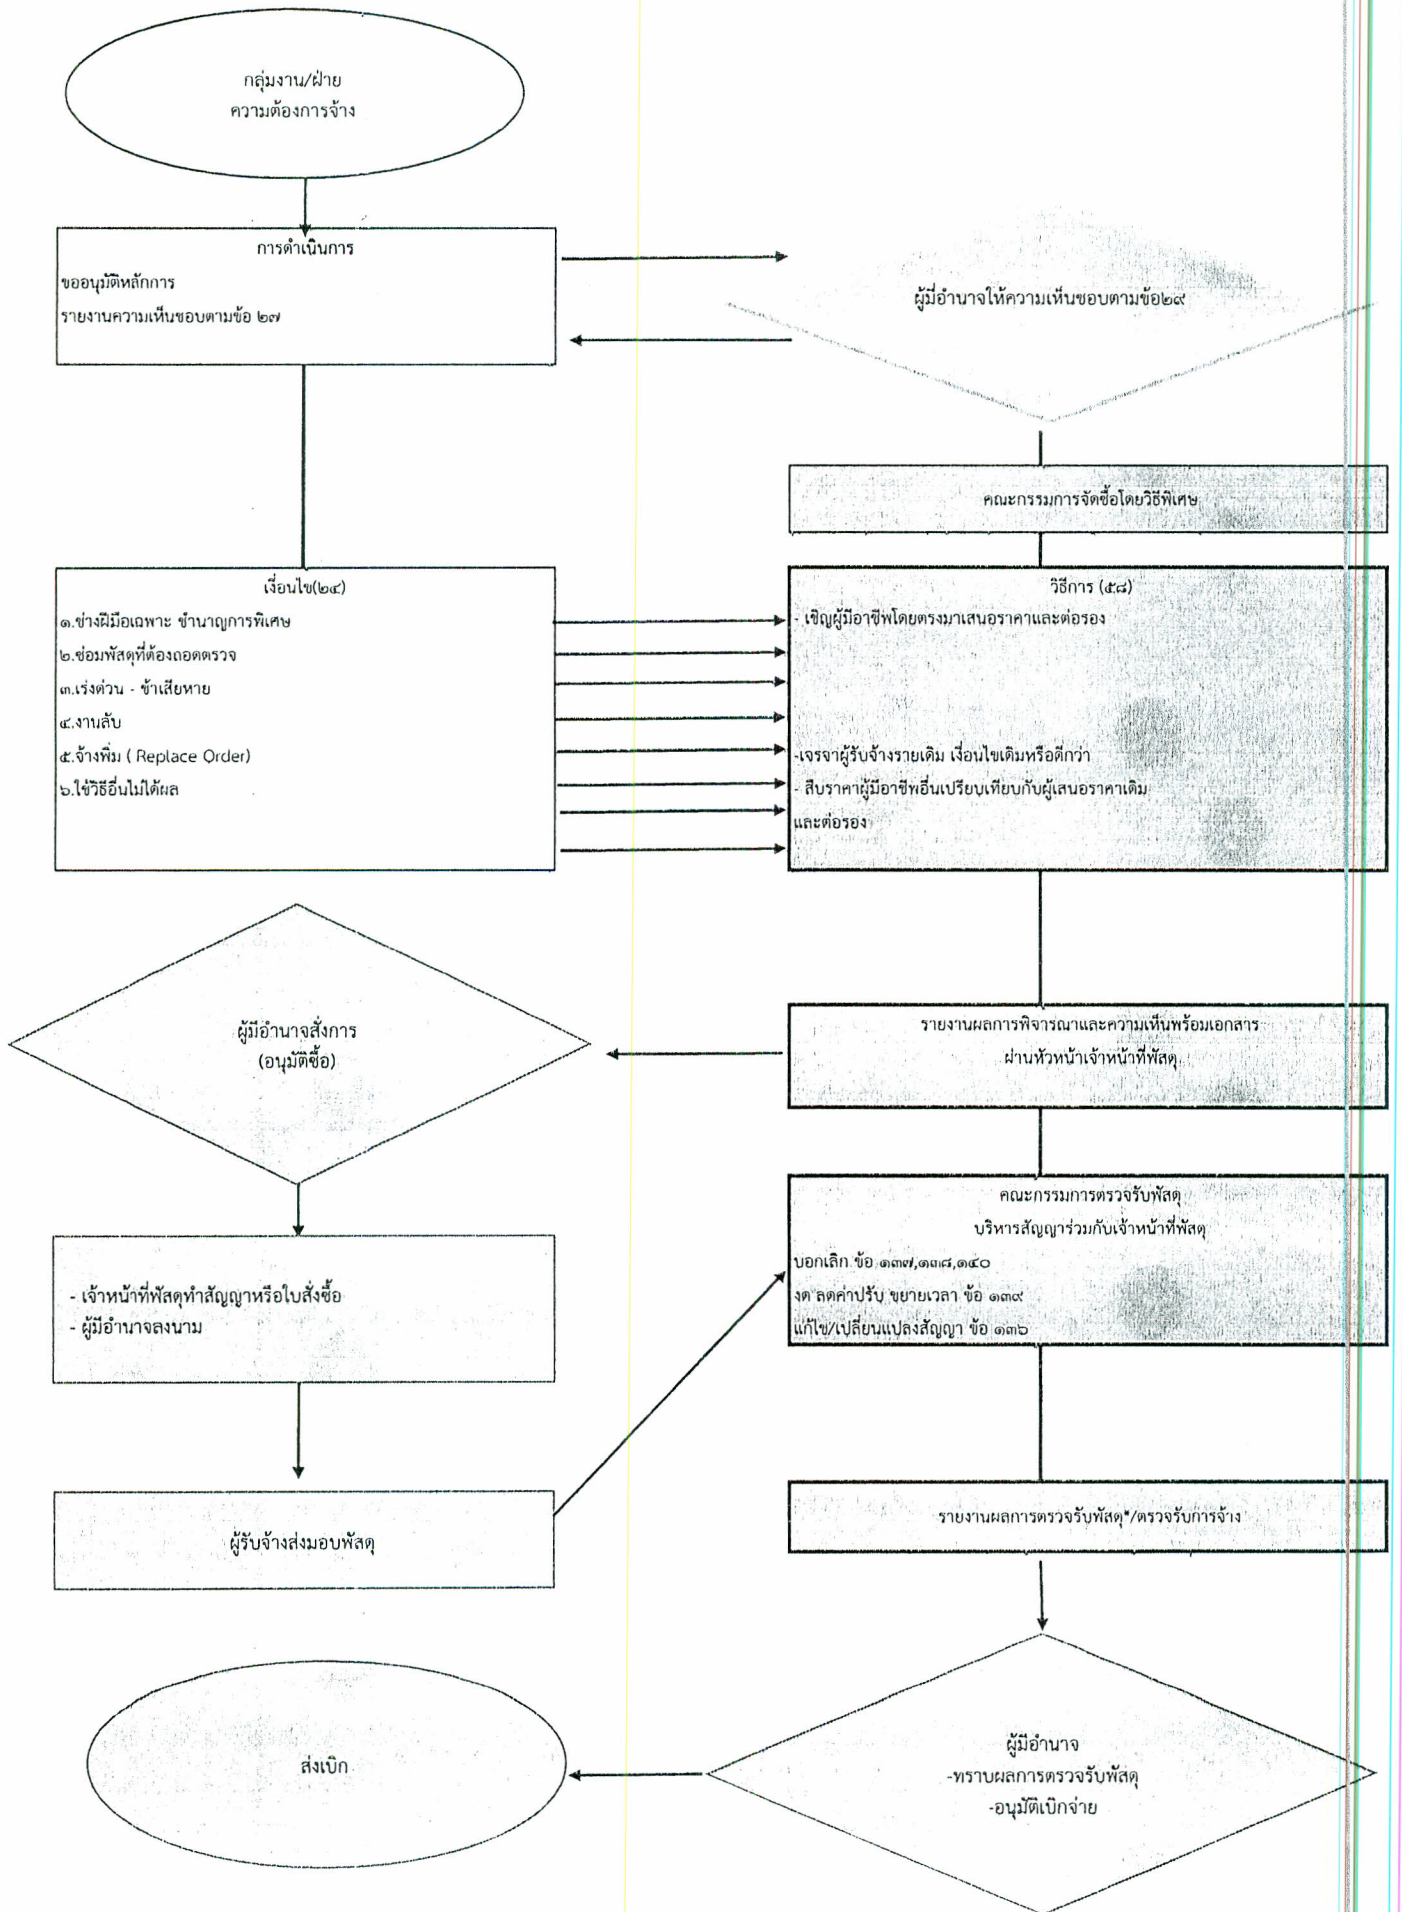 กลุ่มงาน/ฝ่าย
ความต้องการจ้าง
การดำเนินการ
ขออนุมัติหลักการ
รายงานความเห็นชอบตามข้อ ๒๗
ผู้มีอำนาจให้ความเห็นชอบตามข้อ๒๙
คณะกรรมการจัดซื้อโดยวิธีพิเศษ
เงื่อนไข(๒๔)
๑.ช่างฝีมือเฉพาะ ชำนาญการพิเศษ
๒.ซ่อมพัสดุที่ต้องถอดตรวจ
๓.เร่งด่วน - ช้าเสียหาย
๔.งานลับ
๕.จ้างพิ่ม ( Replace Order)
๖.ใช้วิธีอื่นไม่ได้ผล
วิธีการ (๕๘)
- เชิญผู้มีอาชีพโดยตรงมาเสนอราคาและต่อรอง
-เจรจาผู้รับจ้างรายเดิม เงื่อนไขเดิมหรือดีกว่า
- สืบราคาผู้มีอาชีพอื่นเปรียบเทียบกับผู้เสนอราคาเดิม
และต่อรอง
ผู้มีอำนาจสั่งการ
(อนุมัติซื้อ)
รายงานผลการพิจารณาและความเห็นพร้อมเอกสาร
ผ่านหัวหน้าเจ้าหน้าที่พัสดุ
- เจ้าหน้าที่พัสดุทำสัญญาหรือใบสั่งซื้อ
- ผู้มีอำนาจลงนาม
คณะกรรมการตรวจรับพัสดุ
บริหารสัญญาร่วมกับเจ้าหน้าที่พัสดุ
บอกเลิก ข้อ ๑๓๗,๑๓๘,๑๔๐
งด ลดค่าปรับ ขยายเวลา ข้อ ๑๓๙
แก้ไข/เปลี่ยนแปลงสัญญา ข้อ ๑๓๖
ผู้รับจ้างส่งมอบพัสดุ
รายงานผลการตรวจรับพัสดุ*/ตรวจรับการจ้าง
ส่งเบิก
ผู้มีอำนาจ
-ทราบผลการตรวจรับพัสดุ
-อนุมัติเบิกจ่าย